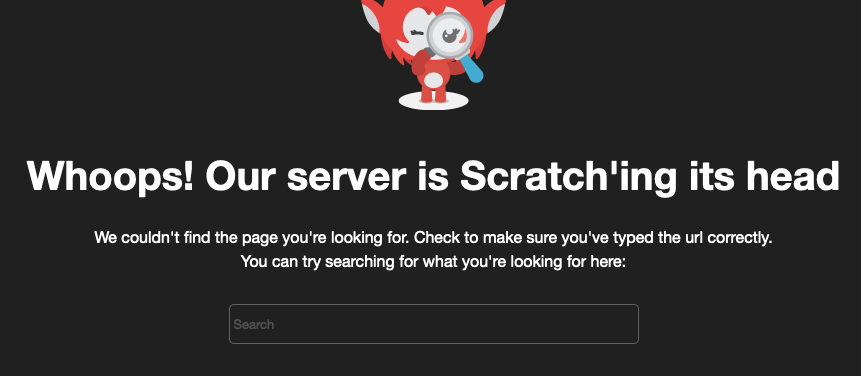 Whoops! Our server is Scratch'ing its head
We couldn't find the page you're looking for. Check to make sure you've typed the url correctly.
You can try searching for what you're looking for here:
Search